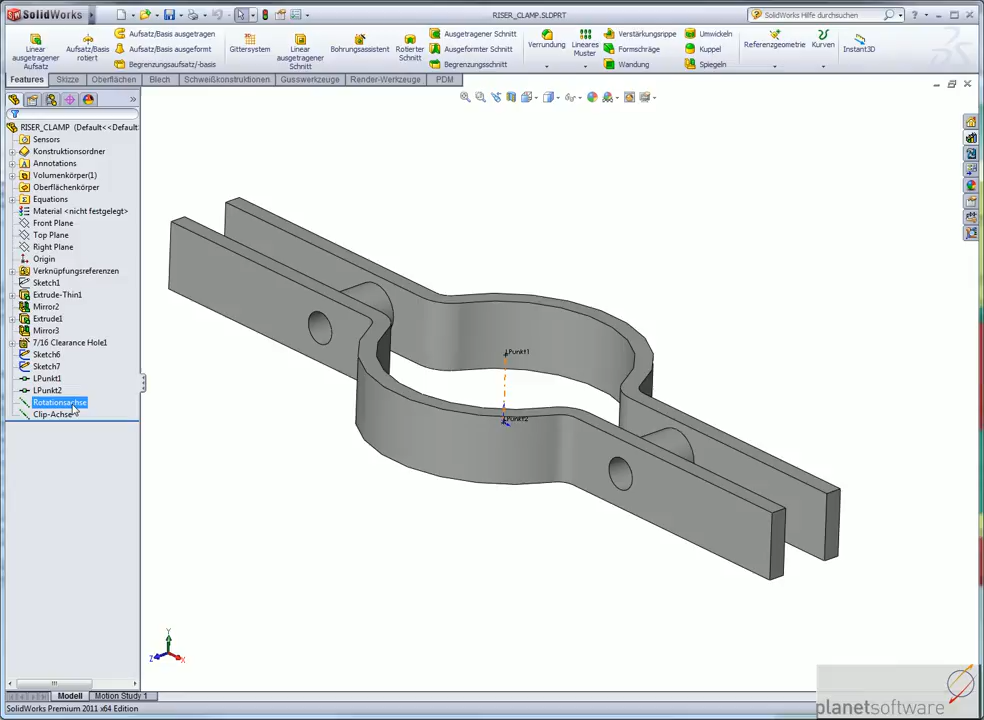 SolidWorks
RISER_CLAMP.SLDPRT
SolidWorks Hilfe durchsuchen
Linear ausgetragener Aufsatz
Aufsatz/Basis rotiert
Aufsatz/Basis ausgetragen
Aufsatz/Basis ausgeformt
Begrenzungsaufsatz/-basis
Gittersystem
Linear ausgetragener Schnitt
Bohrungsassistent
Rotierter Schnitt
Ausgetragener Schnitt
Ausgeformter Schnitt
Begrenzungsschnitt
Verrundung
Lineares Muster
Verstärkungsrippe
Formschräge
Wandung
Umwickeln
Kuppel
Spiegeln
Referenzgeometrie
Kurven
Instant3D
Features
Skizze
Oberflächen
Blech
Schweißkonstruktionen
Gusswerkzeuge
Render-Werkzeuge
PDM
RISER_CLAMP (Default<<Default
Sensors
Konstruktionsordner
Annotations
Volumenkörper(1)
Oberflächenkörper
Equations
Material <nicht festgelegt>
Front Plane
Top Plane
Right Plane
Origin
Verknüpfungsreferenzen
Sketch1
Extrude-Thin1
Mirror2
Extrude1
Mirror3
7/16 Clearance Hole1
Sketch6
Sketch7
LPunkt1
LPunkt2
Rotationsachse
Clip-Achse
LPunkt1
LPunkt2
Y
Z
X
Modell
Motion Study 1
SolidWorks Premium 2011 x64 Edition
planetsoftware